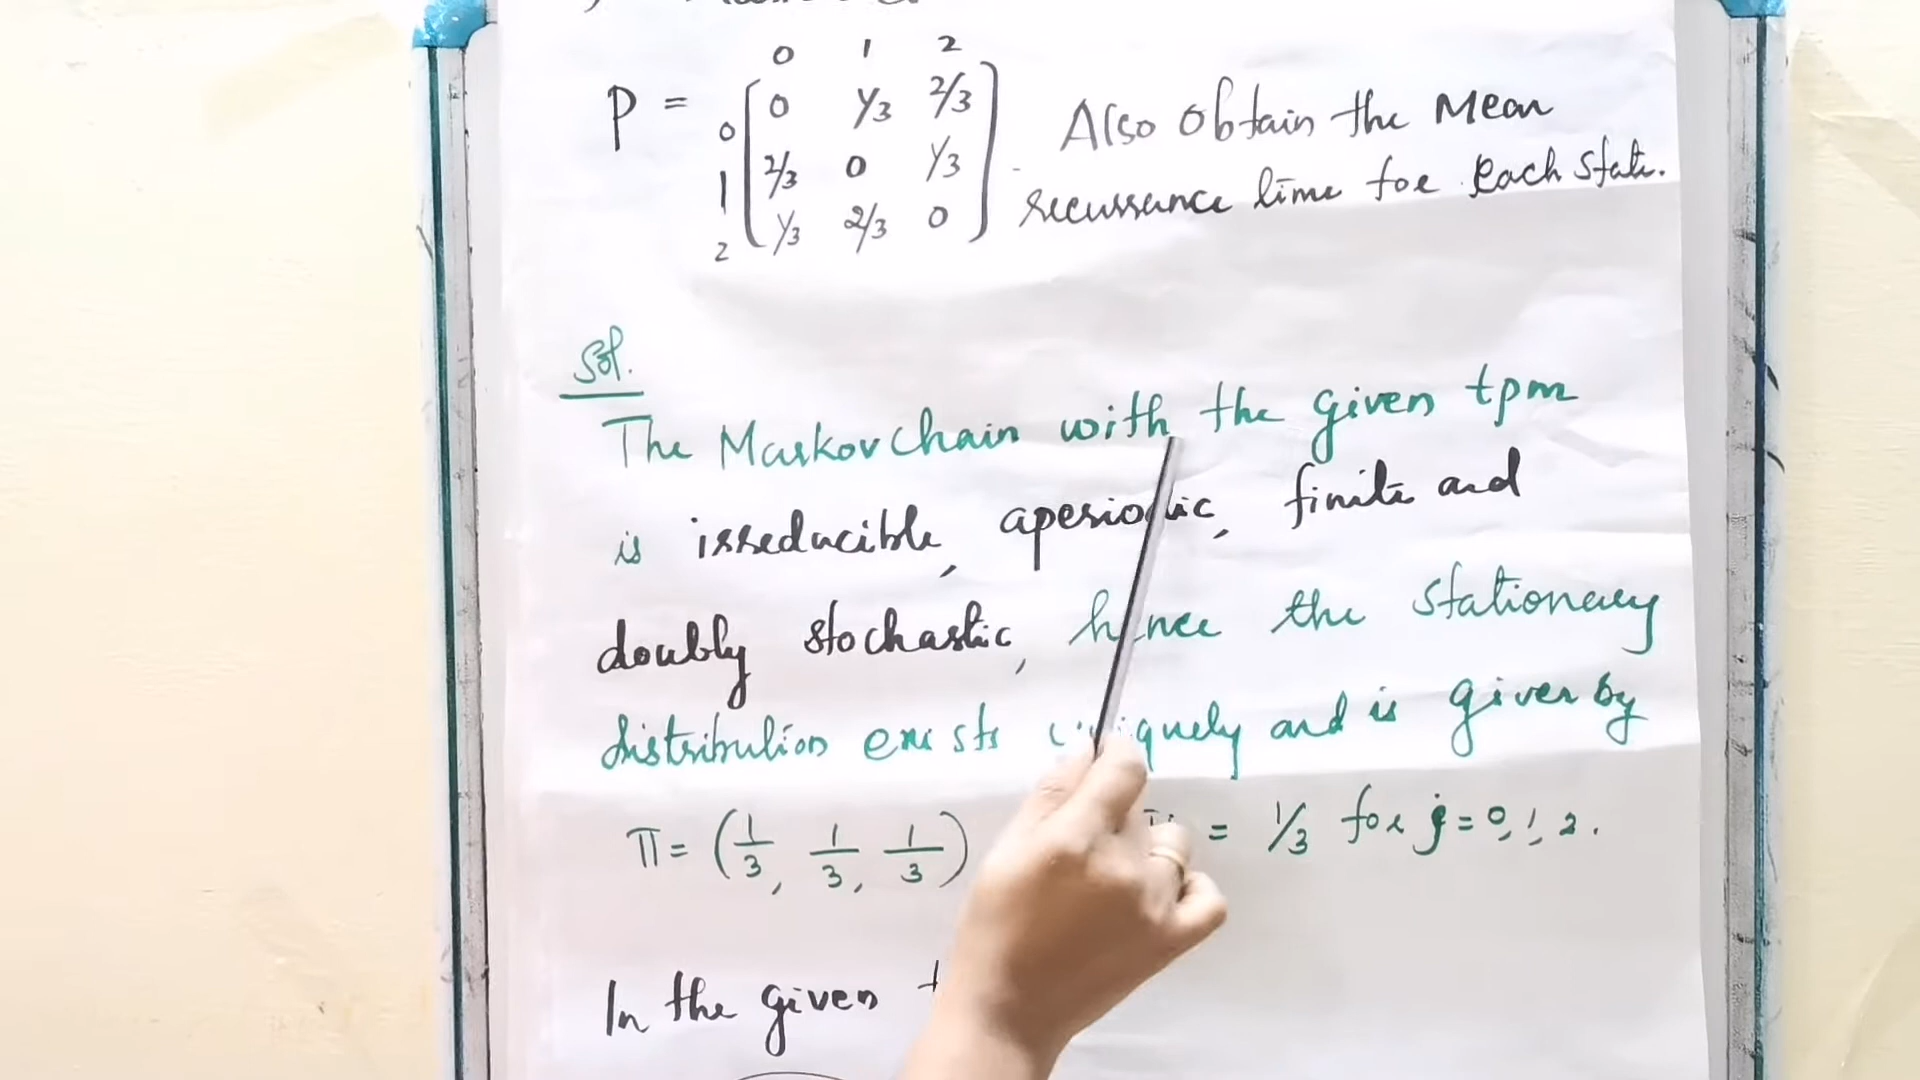 0 1 2
P = 0 [ 0 1/3 2/3 ] . Also obtain the Mean
1 [ 2/3 0 1/3 ] recussance time for Each State.
2 [ 1/3 2/3 0 ]
Sol.
The Markov Chain with the given tpm
is irreducible, aperiodic, finite and
doubly stochastic, hence the stationary
distribution exists uniquely and is given by
π = (1/3, 1/3, 1/3) = 1/3 for j = 0, 1, 2.
In the given